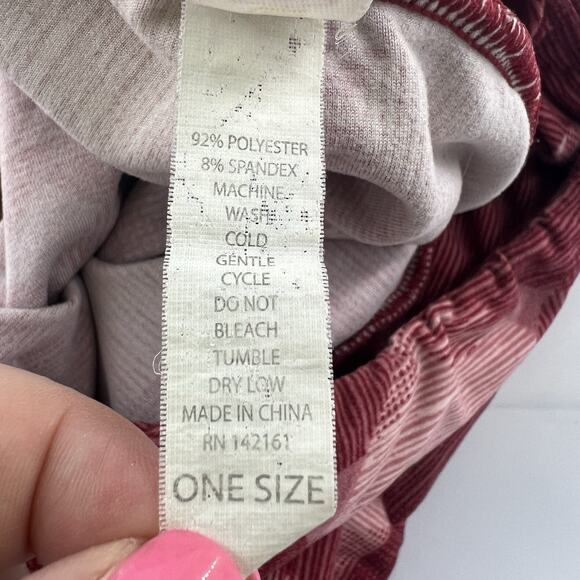 92% POLYESTER
8% SPANDEX
MACHINE
WASH
COLD
GENTLE
CYCLE
DO NOT
BLEACH
TUMBLE
DRY LOW
MADE IN CHINA
RN 142161
ONE SIZE